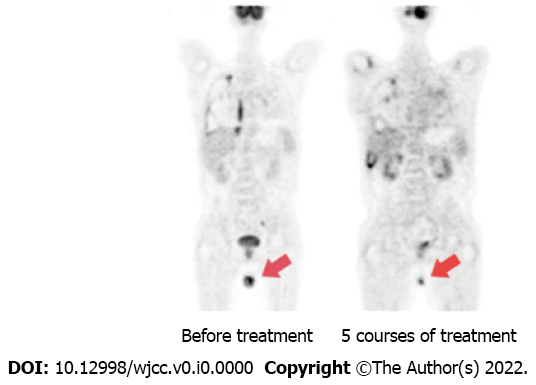 Before treatment 5 courses of treatment
DOI: 10.12998/wjcc.v0.i0.0000 Copyright ©The Author(s) 2022.